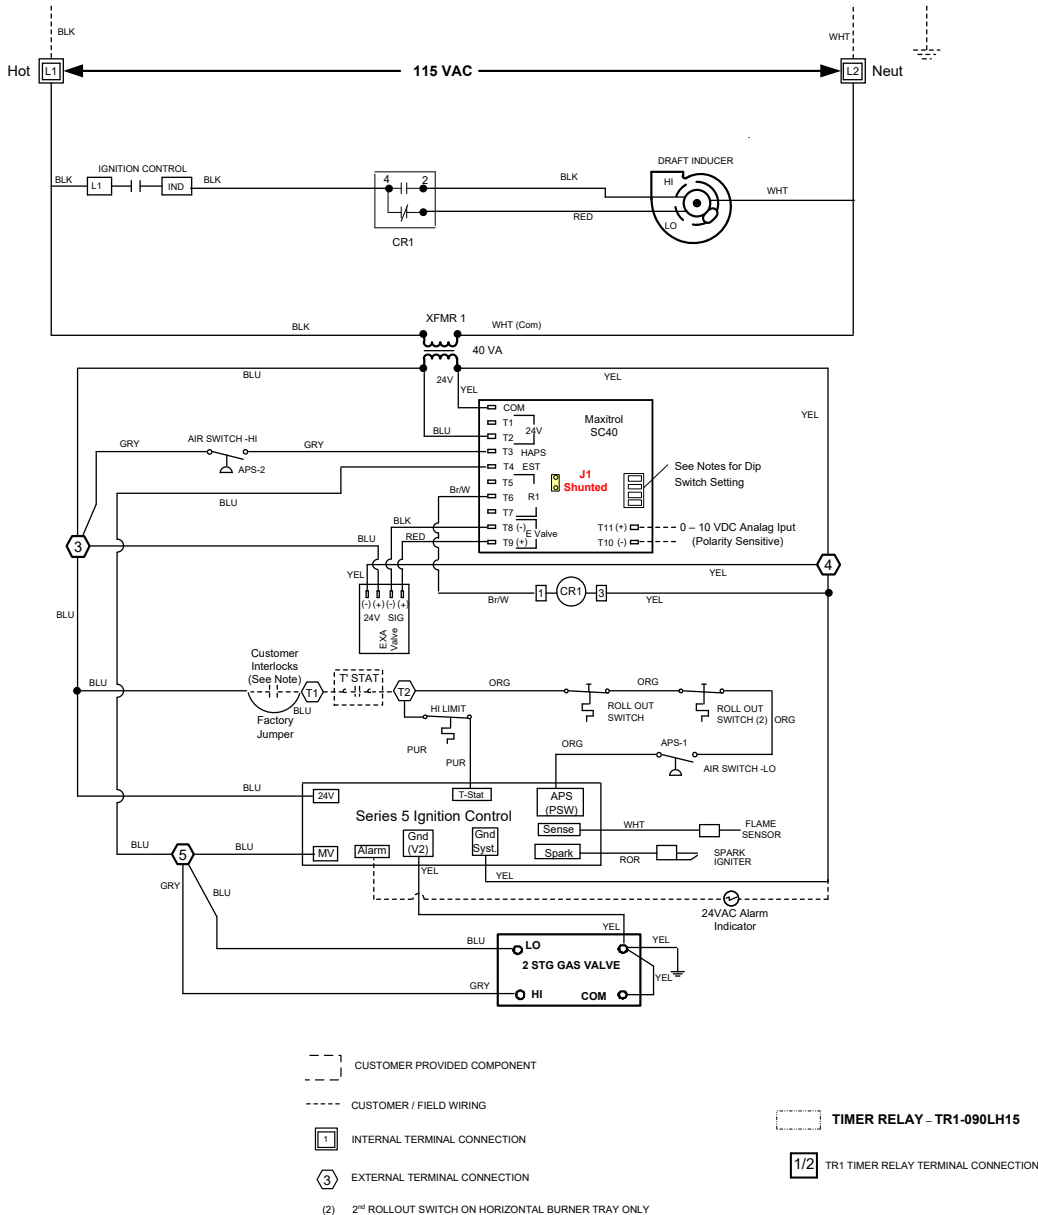 BLK
WHT
Hot L1 115 VAC L2 Neut
IGNITION CONTROL
BLK L1 IND BLK
4 2
CR1
BLK
RED
DRAFT INDUCER
HI
LO
WHT
XFMR 1
BLK
WHT (Com)
40 VA
BLU
24V
YEL
YEL
YEL
BLU
COM
T1
24V
T2
T3 HAPS
T4 EST
T5
T6 R1
T7
T8 (-)
E Valve
T9 (+)
Maxitrol
SC40
J1
Shunted
See Notes for Dip
Switch Setting
T11 (+)
T10 (-)
0 – 10 VDC Analag Iput
(Polarity Sensitive)
GRY
AIR SWITCH -HI
APS-2
GRY
BLU
Br/W
BLK
RED
3
BLU
YEL
YEL
4
(-) (+) (-) (+)
24V SIG
EXA
Valve
Br/W 1 CR1 3 YEL
BLU
Customer
Interlocks
(See Note)
BLU
T1
BLU
Factory
Jumper
T' STAT
T2
ORG
ORG
ROLL OUT
SWITCH
ROLL OUT
SWITCH (2)
ORG
HI LIMIT
PUR
PUR
ORG
APS-1
AIR SWITCH -LO
BLU
24V
T-Stat
APS
(PSW)
Series 5 Ignition Control
Sense
WHT
FLAME
SENSOR
Gnd
(V2)
Gnd
Syst.
BLU 5 BLU MV
Alarm
Spark
ROR
SPARK
IGNITER
YEL
YEL
GRY
BLU
24VAC Alarm
Indicator
YEL
YEL
BLU
LO
2 STG GAS VALVE
YEL
GRY
HI
COM
CUSTOMER PROVIDED COMPONENT
CUSTOMER / FIELD WIRING
1 INTERNAL TERMINAL CONNECTION
3 EXTERNAL TERMINAL CONNECTION
(2) 2nd ROLLOUT SWITCH ON HORIZONTAL BURNER TRAY ONLY
TIMER RELAY – TR1-090LH15
1/2 TR1 TIMER RELAY TERMINAL CONNECTION